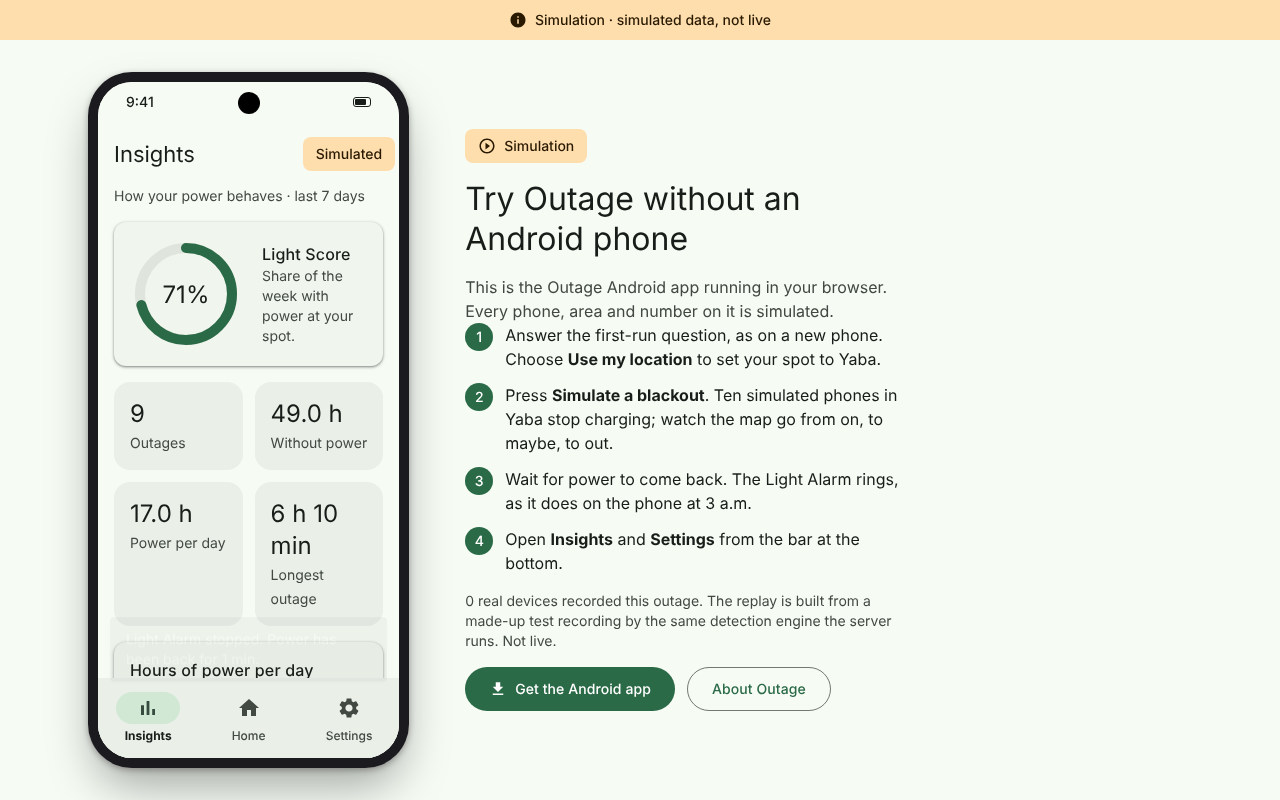 Simulation · simulated data, not live
9:41
Insights
Simulated
How your power behaves · last 7 days
71%
Light Score
Share of the
week with
power at your
spot.
9
Outages
49.0 h
Without power
17.0 h
Power per day
6 h 10
min
Longest
outage
Light Alarm stopped. Power has
Hours of power per day
Insights
Home
Settings
Simulation
Try Outage without an
Android phone
This is the Outage Android app running in your browser.
Every phone, area and number on it is simulated.
1 Answer the first-run question, as on a new phone.
Choose Use my location to set your spot to Yaba.
2 Press Simulate a blackout. Ten simulated phones in
Yaba stop charging; watch the map go from on, to
maybe, to out.
3 Wait for power to come back. The Light Alarm rings,
as it does on the phone at 3 a.m.
4 Open Insights and Settings from the bar at the
bottom.
0 real devices recorded this outage. The replay is built from a
made-up test recording by the same detection engine the server
runs. Not live.
Get the Android app
About Outage